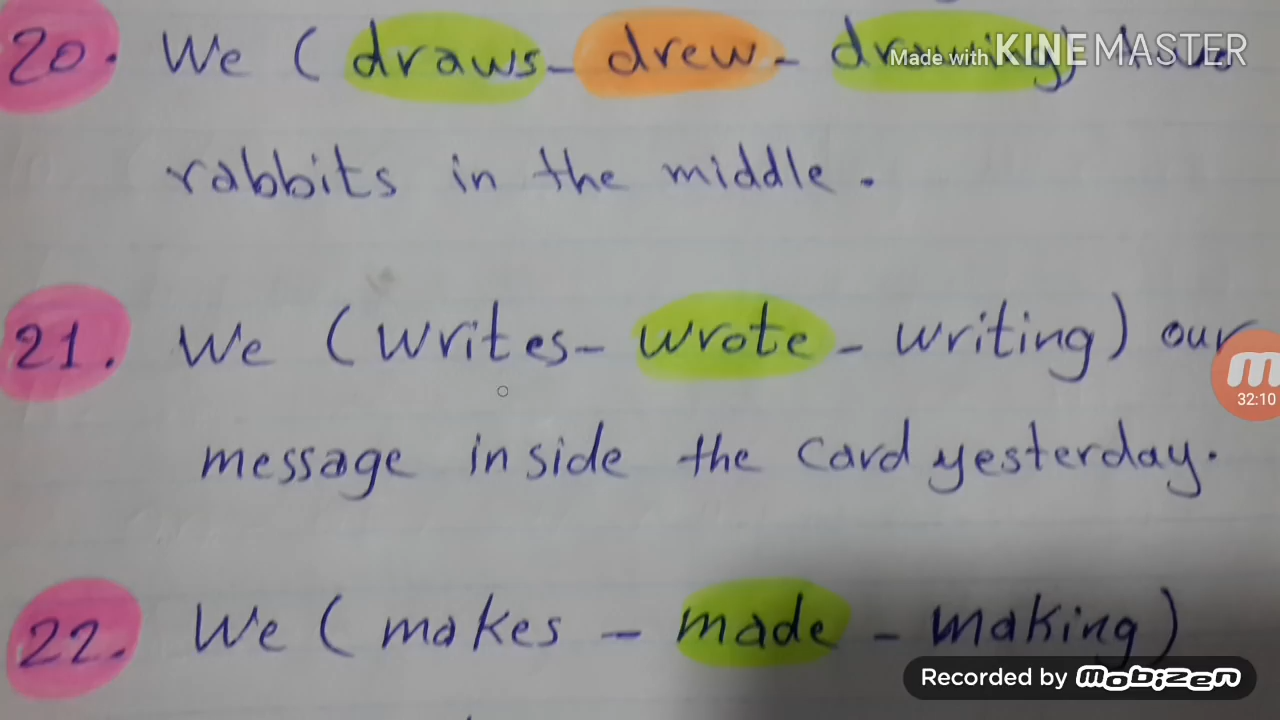 20. We (draws - drew - drawing)
Made with KINEMASTER
rabbits in the middle.
21. We (writes - wrote - writing) our
32:10
message inside the card yesterday.
22. We (makes - made - making)
Recorded by mobizen